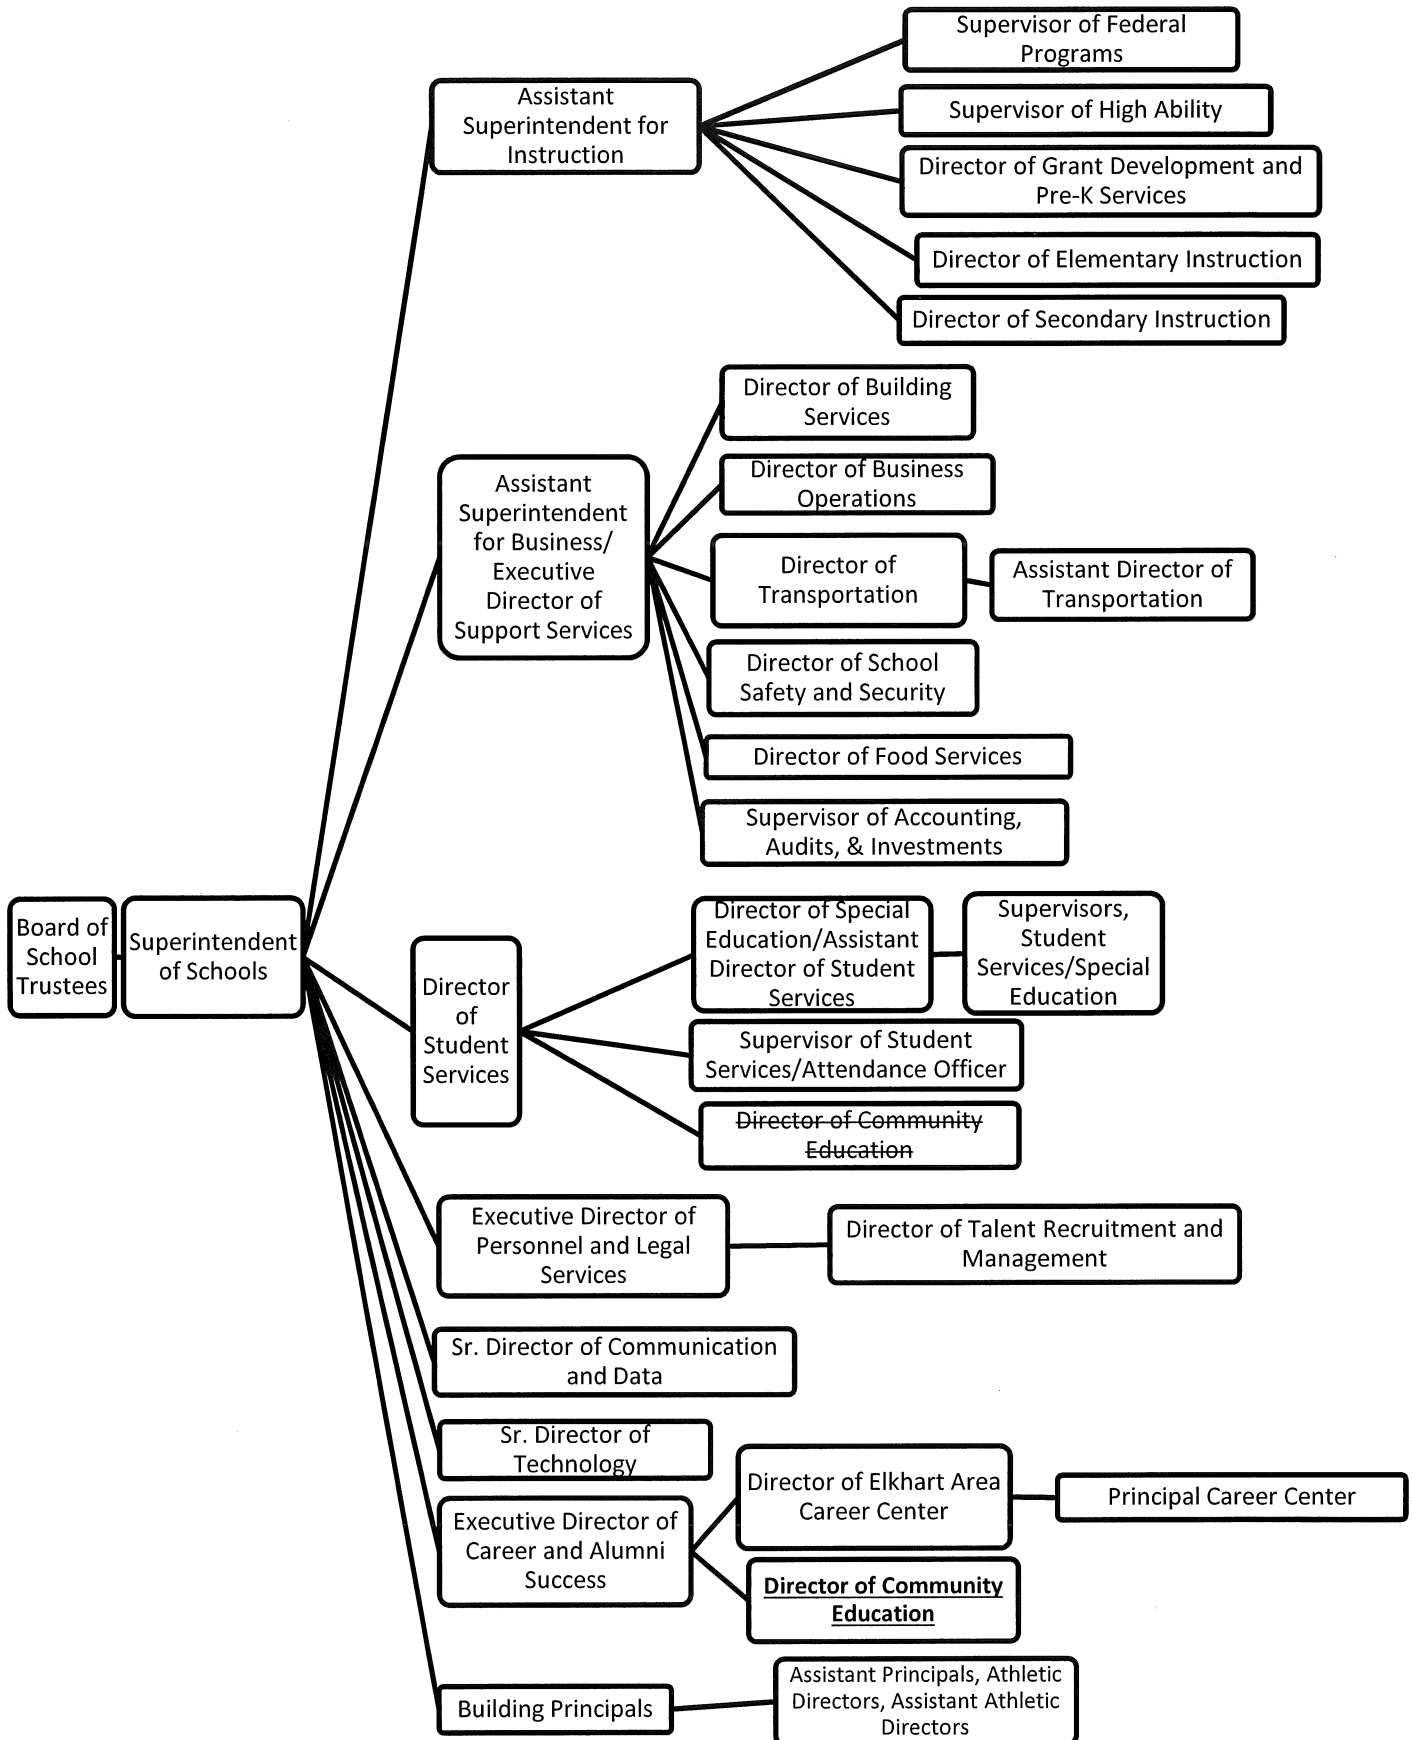 Supervisor of Federal
Programs
Assistant
Superintendent for
Instruction
Supervisor of High Ability
Director of Grant Development and
Pre-K Services
Director of Elementary Instruction
Director of Secondary Instruction
Director of Building
Services
Assistant
Superintendent
for Business/
Executive
Director of
Support Services
Director of Business
Operations
Director of
Transportation
Assistant Director of
Transportation
Director of School
Safety and Security
Director of Food Services
Supervisor of Accounting,
Audits, & Investments
Board of
School
Trustees
Superintendent
of Schools
Director
of
Student
Services
Director of Special
Education/Assistant
Director of Student
Services
Supervisors,
Student
Services/Special
Education
Supervisor of Student
Services/Attendance Officer
Director of Community
Education
Executive Director of
Personnel and Legal
Services
Director of Talent Recruitment and
Management
Sr. Director of Communication
and Data
Sr. Director of
Technology
Executive Director of
Career and Alumni
Success
Director of Elkhart Area
Career Center
Principal Career Center
Director of Community
Education
Building Principals
Assistant Principals, Athletic
Directors, Assistant Athletic
Directors